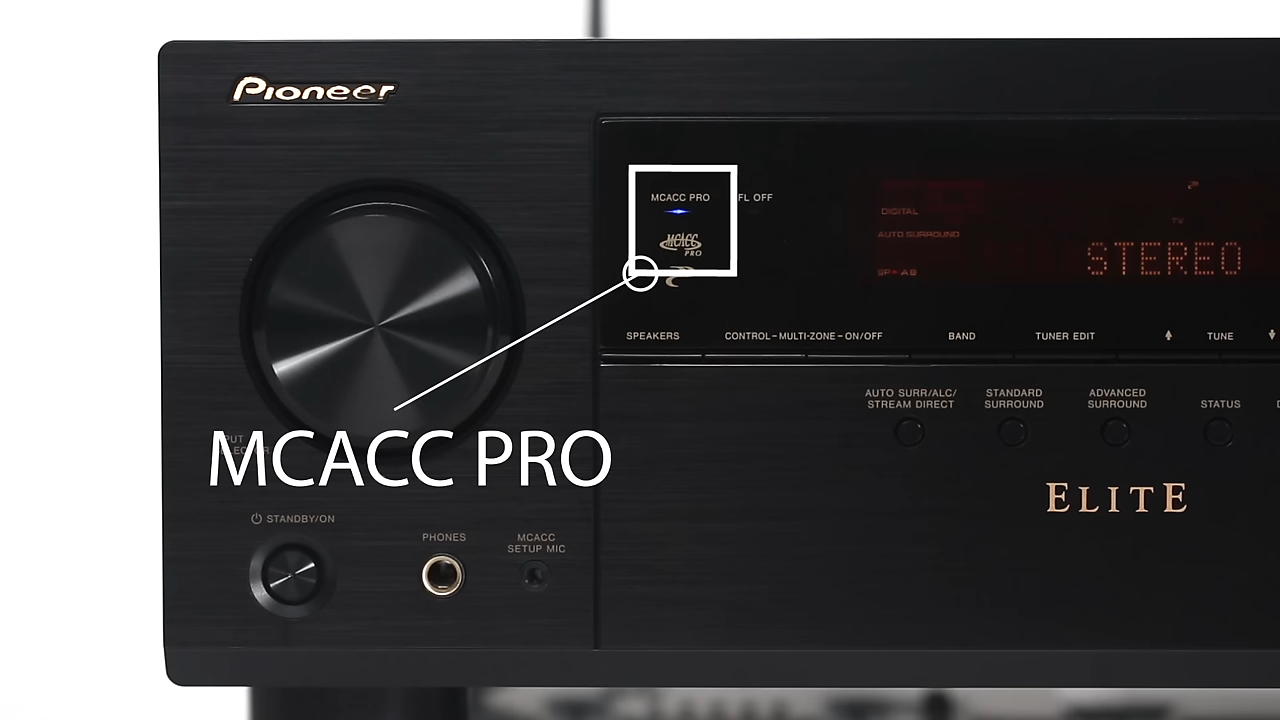 Pioneer
MCACC PRO
FL OFF
MCACC
PRO
DIGITAL
AUTO SURROUND
TV
SP▸AB
STEREO
SPEAKERS
CONTROL – MULTI-ZONE – ON/OFF
BAND
TUNER EDIT
TUNE
AUTO SURR/ALC/
STREAM DIRECT
STANDARD
SURROUND
ADVANCED
SURROUND
STATUS
MCACC PRO
ELITE
STANDBY/ON
PHONES
MCACC
SETUP MIC